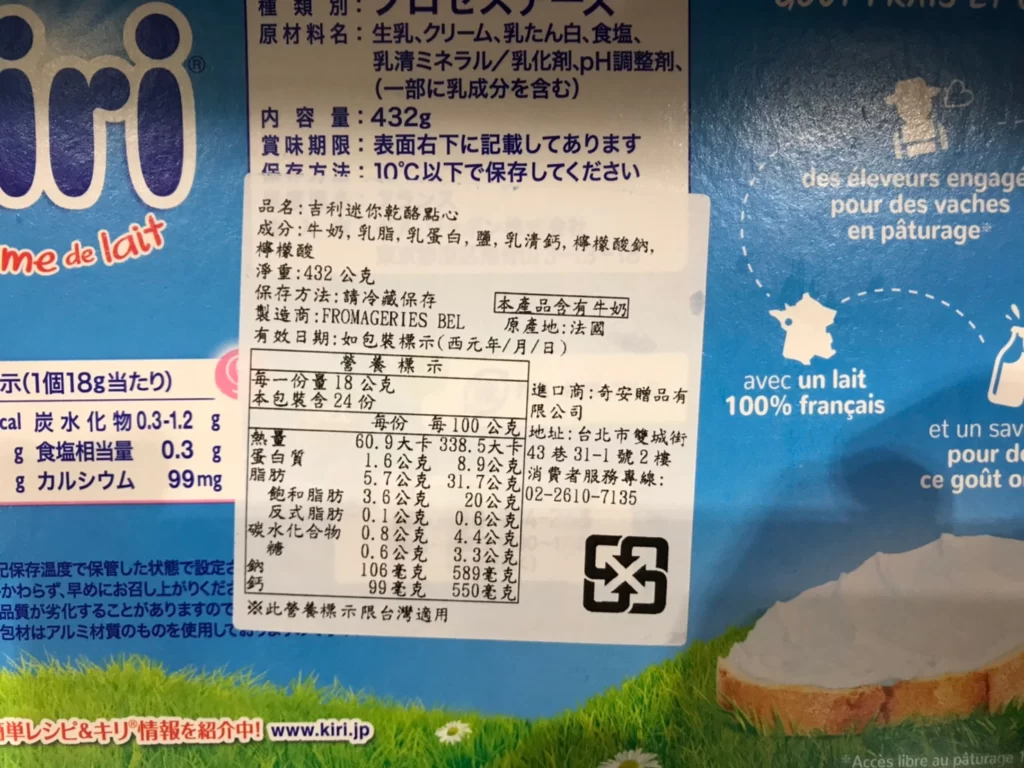 種類別：プロセスチーズ
原材料名：生乳、クリーム、乳たん白、食塩、
乳清ミネラル／乳化剤、pH調整剤、
(一部に乳成分を含む)
内容量：432g
賞味期限：表面右下に記載してあります
保存方法：10℃以下で保存してください
iri®
me de lait
品名:吉利迷你乾酪點心
成分:牛奶,乳脂,乳蛋白,鹽,乳清鈣,檸檬酸鈉,
檸檬酸
淨重:432 公克
保存方法:請冷藏保存
本產品含有牛奶
製造商:FROMAGERIES BEL
原產地:法國
有效日期:如包裝標示(西元年/月/日)
營養標示
每一份量 18 公克
本包裝含 24 份
每份 每 100 公克
熱量 60.9大卡 338.5大卡
蛋白質 1.6公克 8.9公克
脂肪 5.7公克 31.7公克
飽和脂肪 3.6公克 20公克
反式脂肪 0.1公克 0.6公克
碳水化合物 0.8公克 4.4公克
糖 0.6公克 3.3公克
鈉 106毫克 589毫克
鈣 99毫克 550毫克
※此營養標示限台灣適用
進口商:奇安贈品有
限公司
地址:台北市雙城街
43 巷 31-1 號 2 樓
消費者服務專線:
02-2610-7135
示(1個18g当たり)
cal 炭水化物 0.3-1.2 g
g 食塩相当量 0.3 g
g カルシウム 99mg
記保存温度で保管した状態で設定さ
かわらず、早めにお召し上がりくだ
品質が劣化することがありますので
包材はアルミ材質のものを使用して
簡単レシピ&キリ®情報を紹介中! www.kiri.jp
des éleveurs engagé
pour des vaches
en pâturage*
avec un lait
100% français
et un sav
pour de
ce goût o
*Accès libre au pâturage